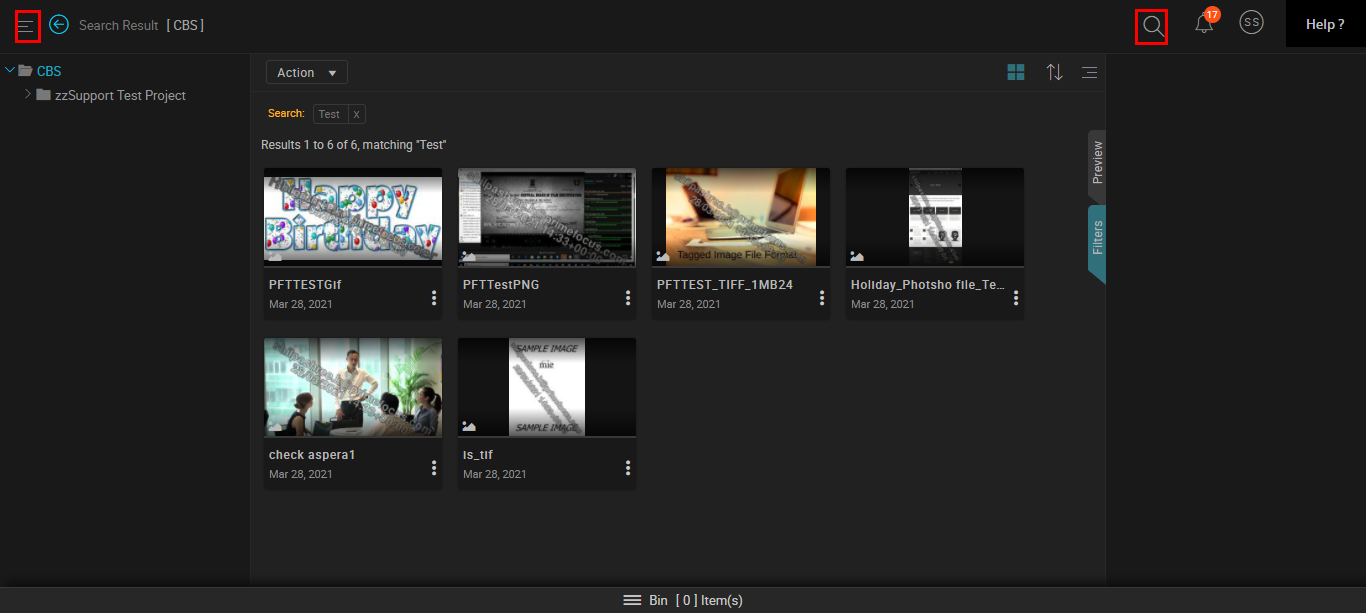 Search Result [ CBS ]
17
SS
Help ?
CBS
zzSupport Test Project
Action
Search: Test x
Results 1 to 6 of 6, matching "Test"
Preview
Filters
Happy
Birthday
Tagged Image File Format
PFTTESTGif
Mar 28, 2021
PFTTestPNG
Mar 28, 2021
PFTTEST_TIFF_1MB24
Mar 28, 2021
Holiday_Photsho file_Te...
Mar 28, 2021
SAMPLE IMAGE
mie
SAMPLE IMAGE
check aspera1
Mar 28, 2021
is_tif
Mar 28, 2021
Bin [ 0 ] Item(s)